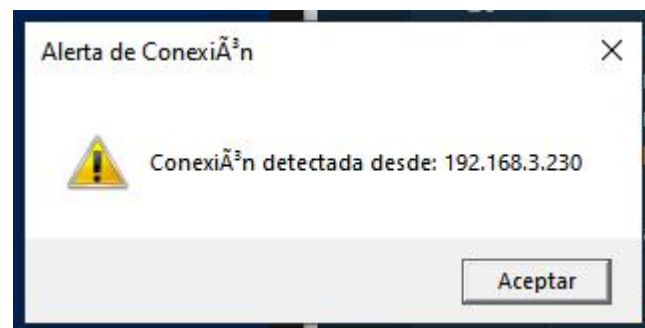 Alerta de ConexiÃ³n
ConexiÃ³n detectada desde: 192.168.3.230
Aceptar